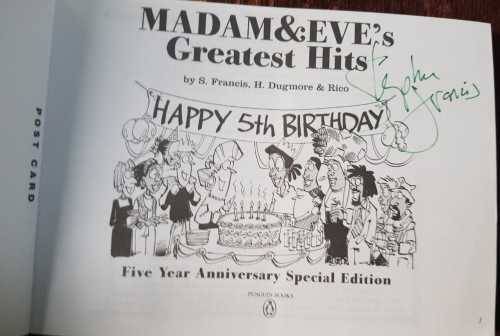 MADAM&EVE's
Greatest Hits
by S. Francis, H. Dugmore & Rico
Stephen
Francis
HAPPY 5th BIRTHDAY
Five Year Anniversary Special Edition
PENGUIN BOOKS
POST CARD